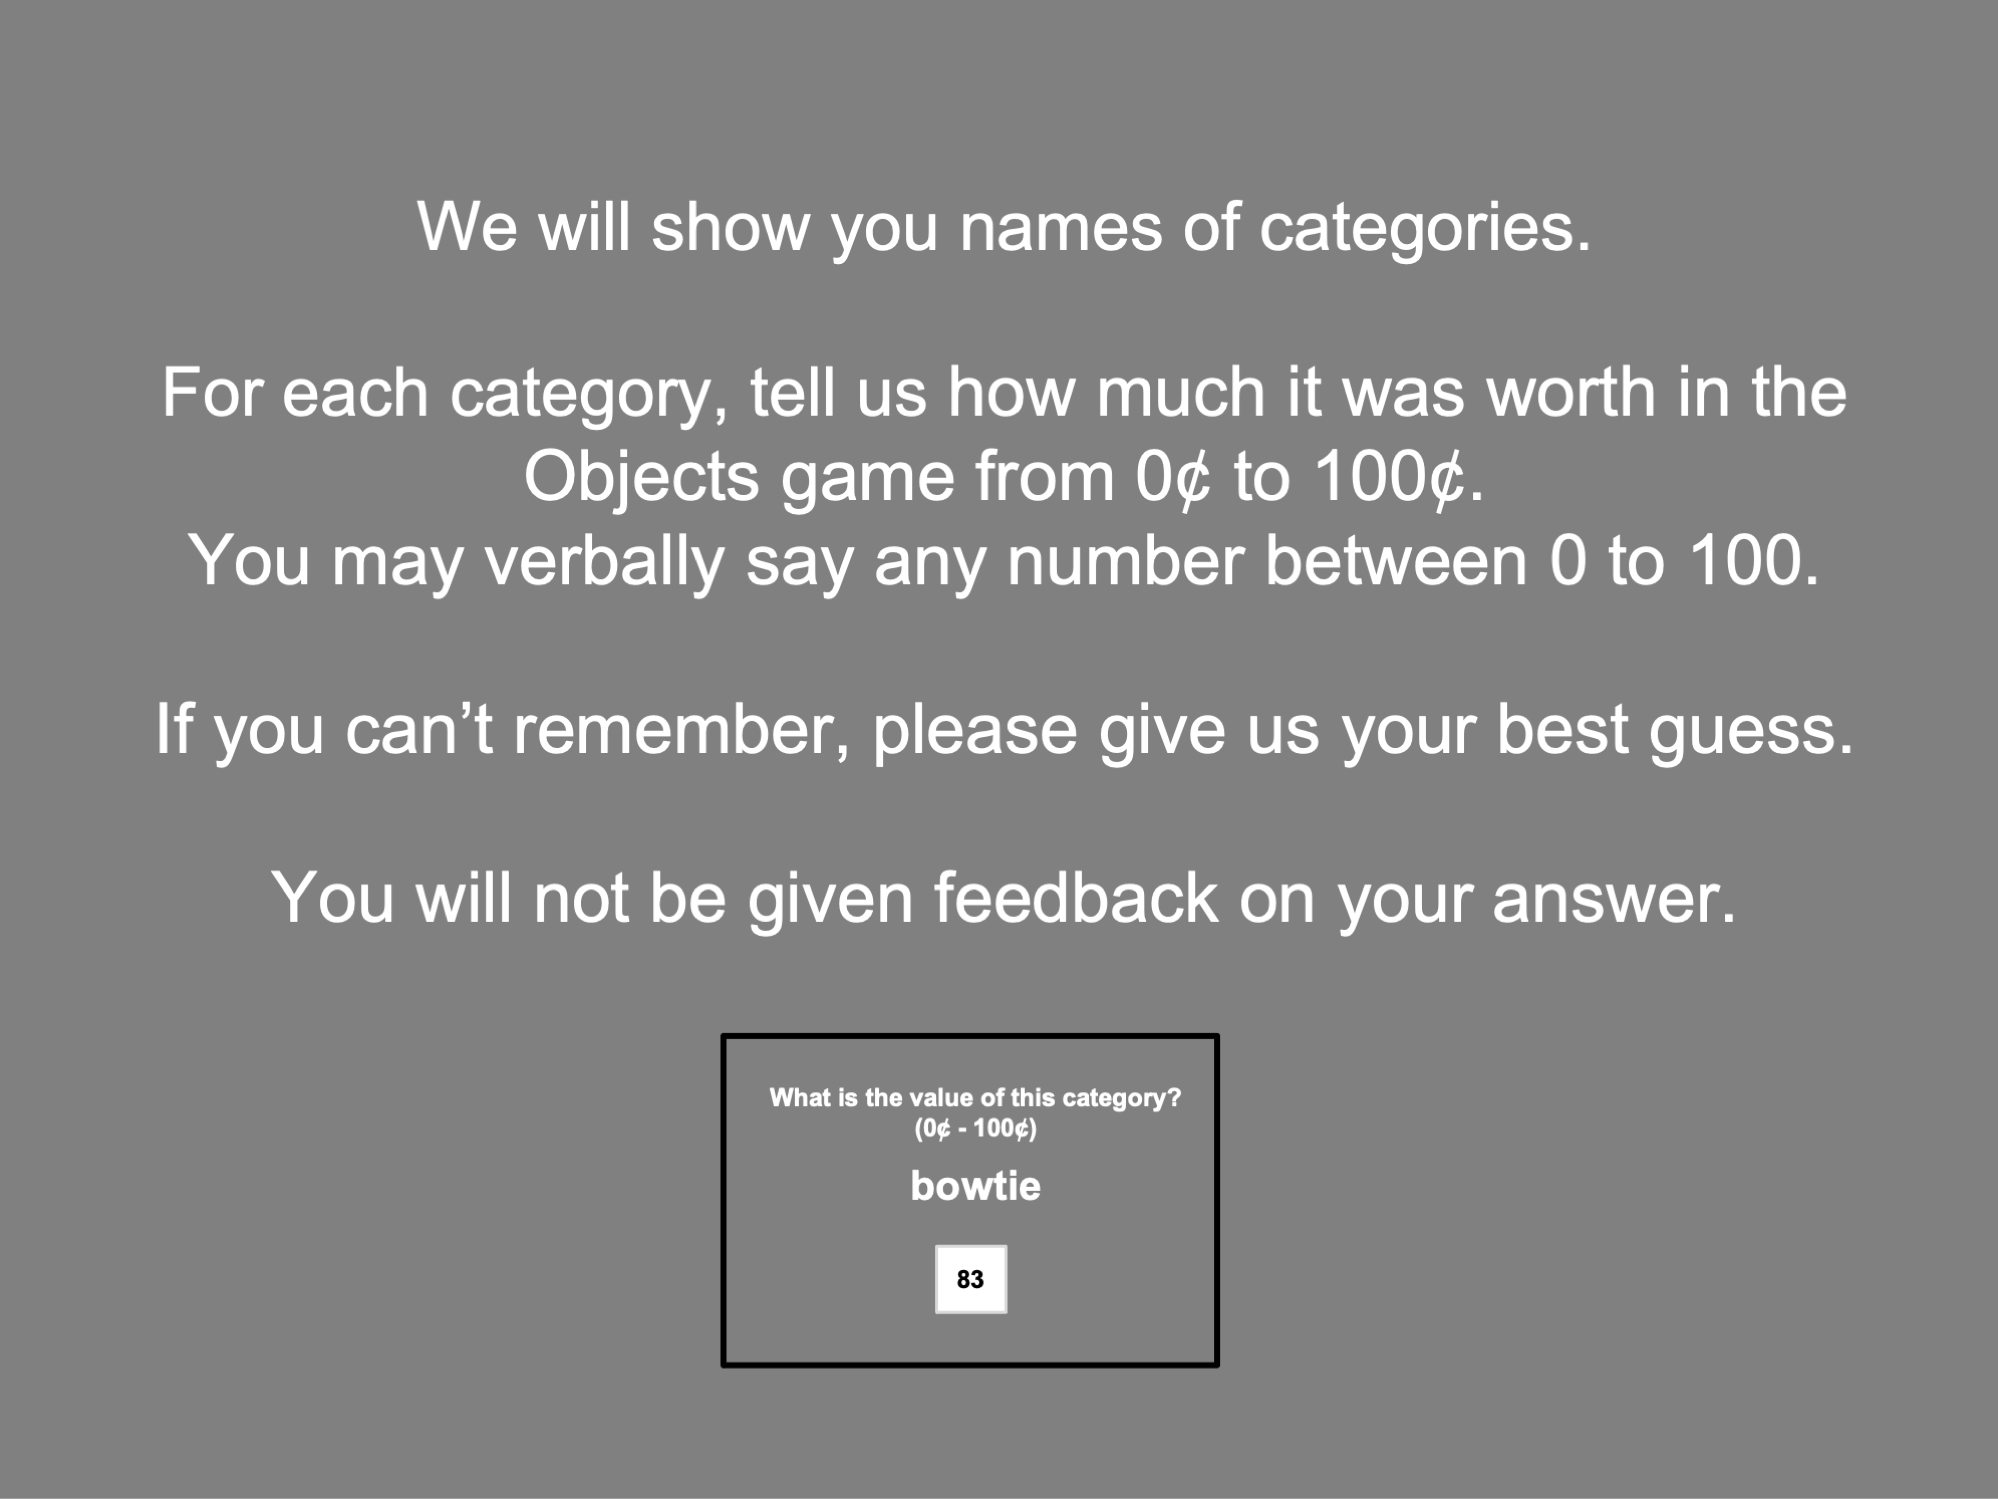 We will show you names of categories.
For each category, tell us how much it was worth in the
Objects game from 0¢ to 100¢.
You may verbally say any number between 0 to 100.
If you can’t remember, please give us your best guess.
You will not be given feedback on your answer.
What is the value of this category?
(0¢ - 100¢)
bowtie
83